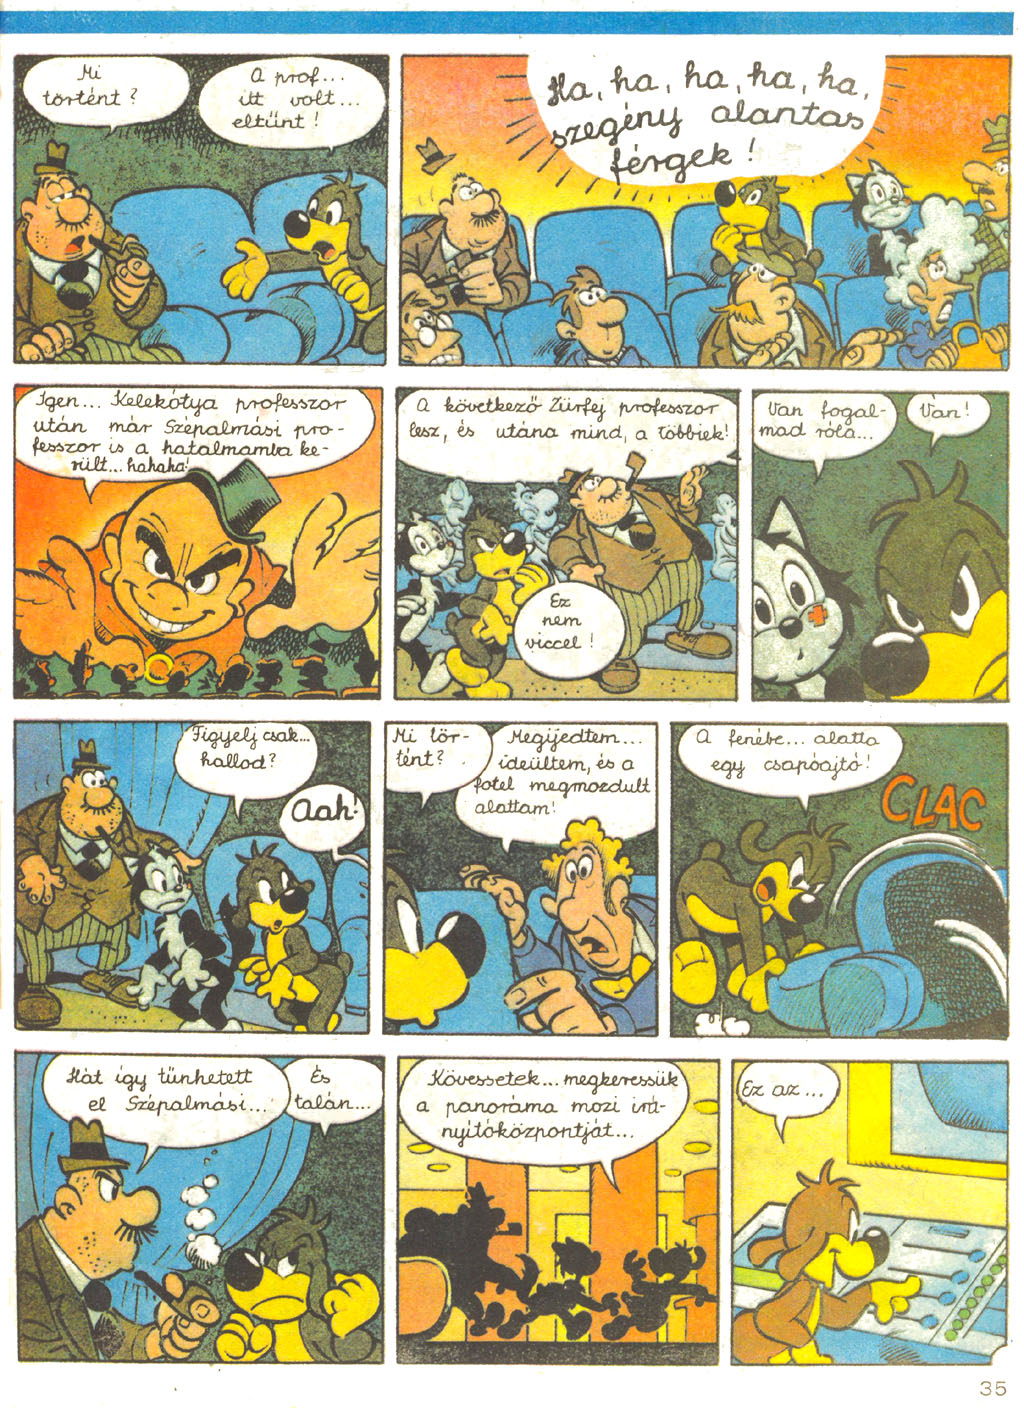 Mi
történt?
A prof...
itt volt...
eltűnt!
Ha, ha, ha, ha, ha,
szegény alantas
férgek!
Igen... Kelekótya professzor
után már Szépalmási pro-
fesszor is a hatalmamba ke-
rült... hahaha!
A következő Zűrfej professzor
lesz, és utána mind, a többiek!
Ez
nem
viccel!
Van fogal-
mad róla...
Van!
Figyelj csak...
hallod?
Aah!
Mi tör-
tént?
Megijedtem...
ideültem, és a
fotel megmozdult
alattam!
A fenébe... alatta
egy csapóajtó!
CLAC
Hát így tűnhetett
el Szépalmási...
És
talán...
Kövessetek... megkeressük
a panoráma mozi irá-
nyítóközpontját...
Ez az...
35